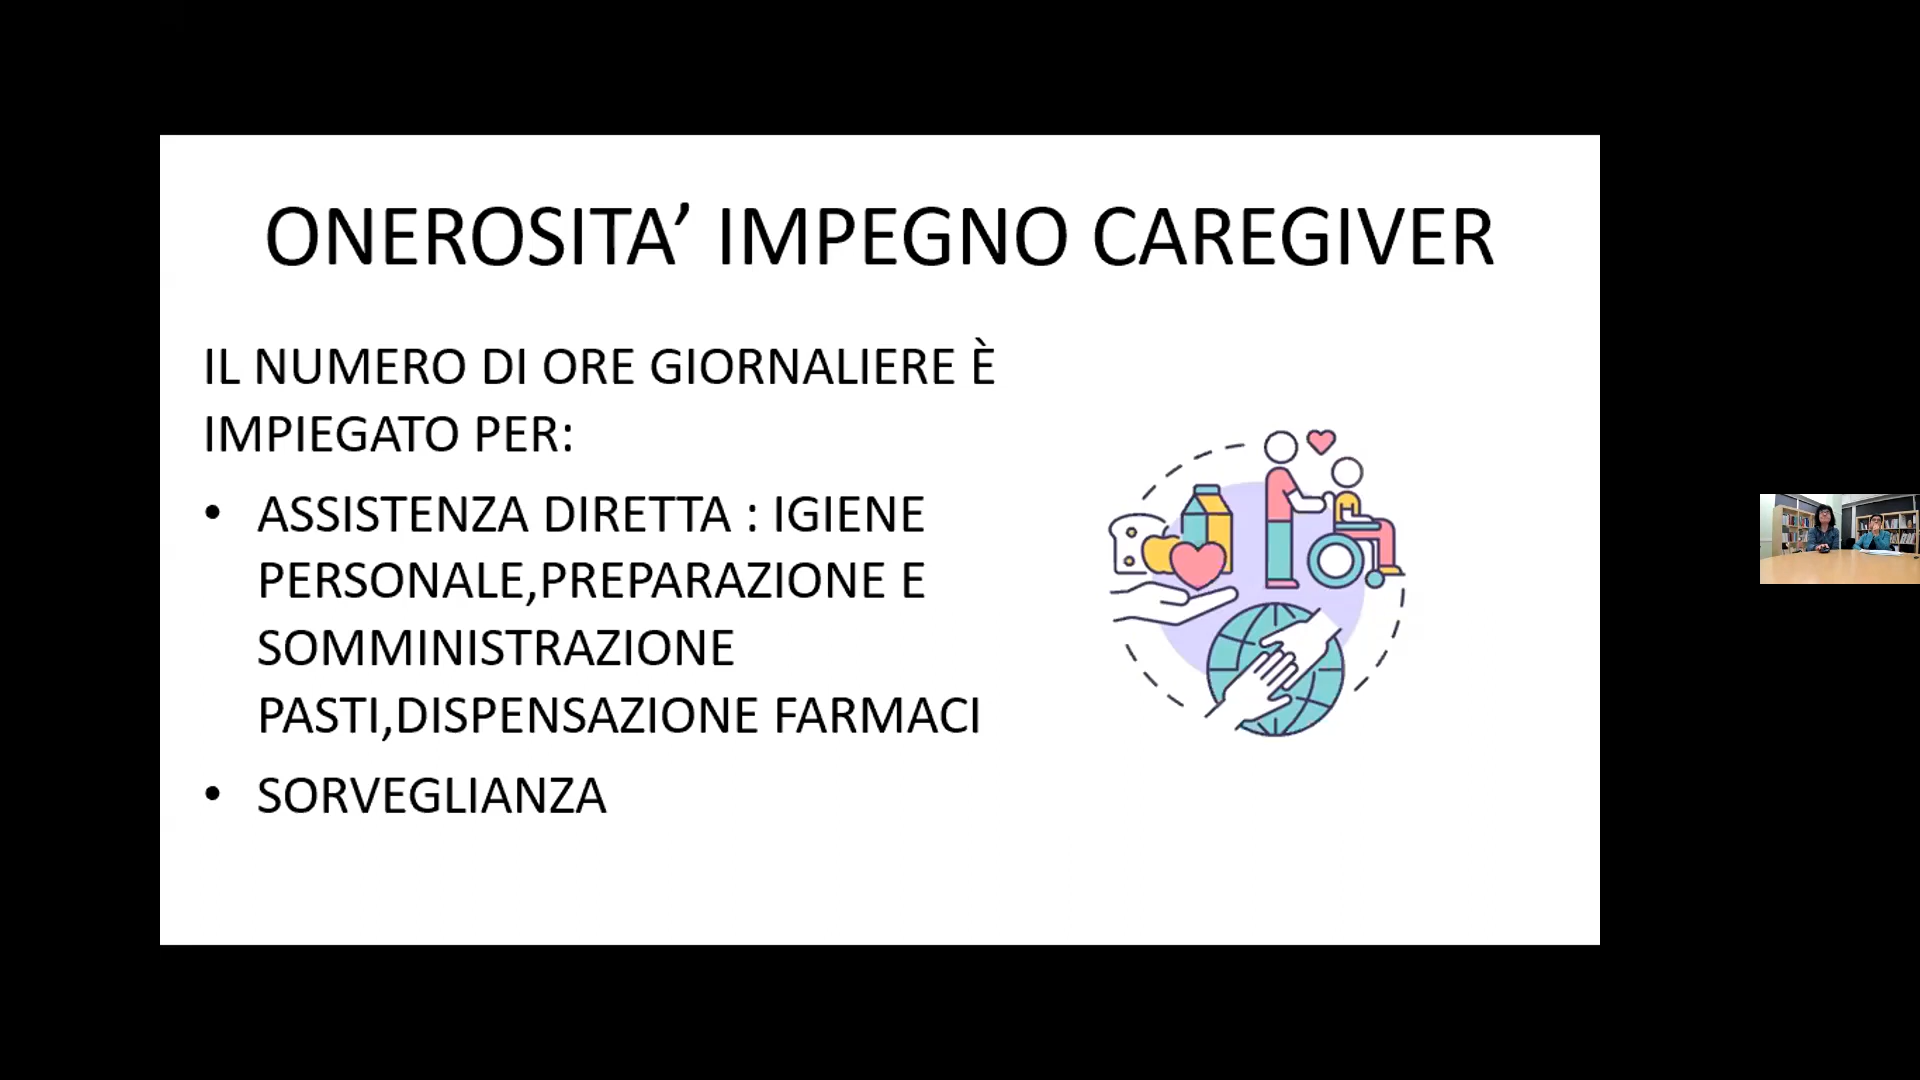 ONEROSITA’ IMPEGNO CAREGIVER
IL NUMERO DI ORE GIORNALIERE È
IMPIEGATO PER:
• ASSISTENZA DIRETTA : IGIENE
PERSONALE,PREPARAZIONE E
SOMMINISTRAZIONE
PASTI,DISPENSAZIONE FARMACI
• SORVEGLIANZA